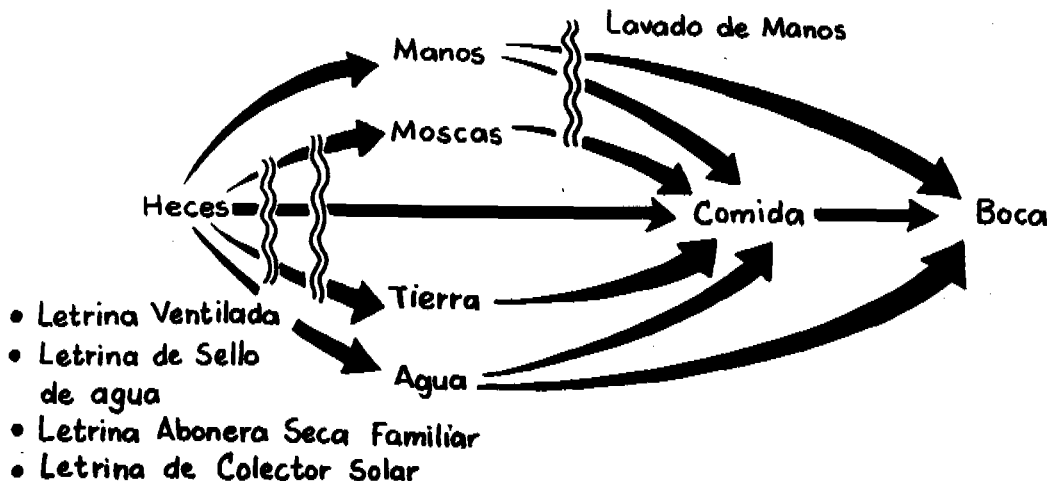 Lavado de Manos
Manos
Moscas
Heces
Comida
Boca
Tierra
Agua
• Letrina Ventilada
• Letrina de Sello
de agua
• Letrina Abonera Seca Familiar
• Letrina de Colector Solar